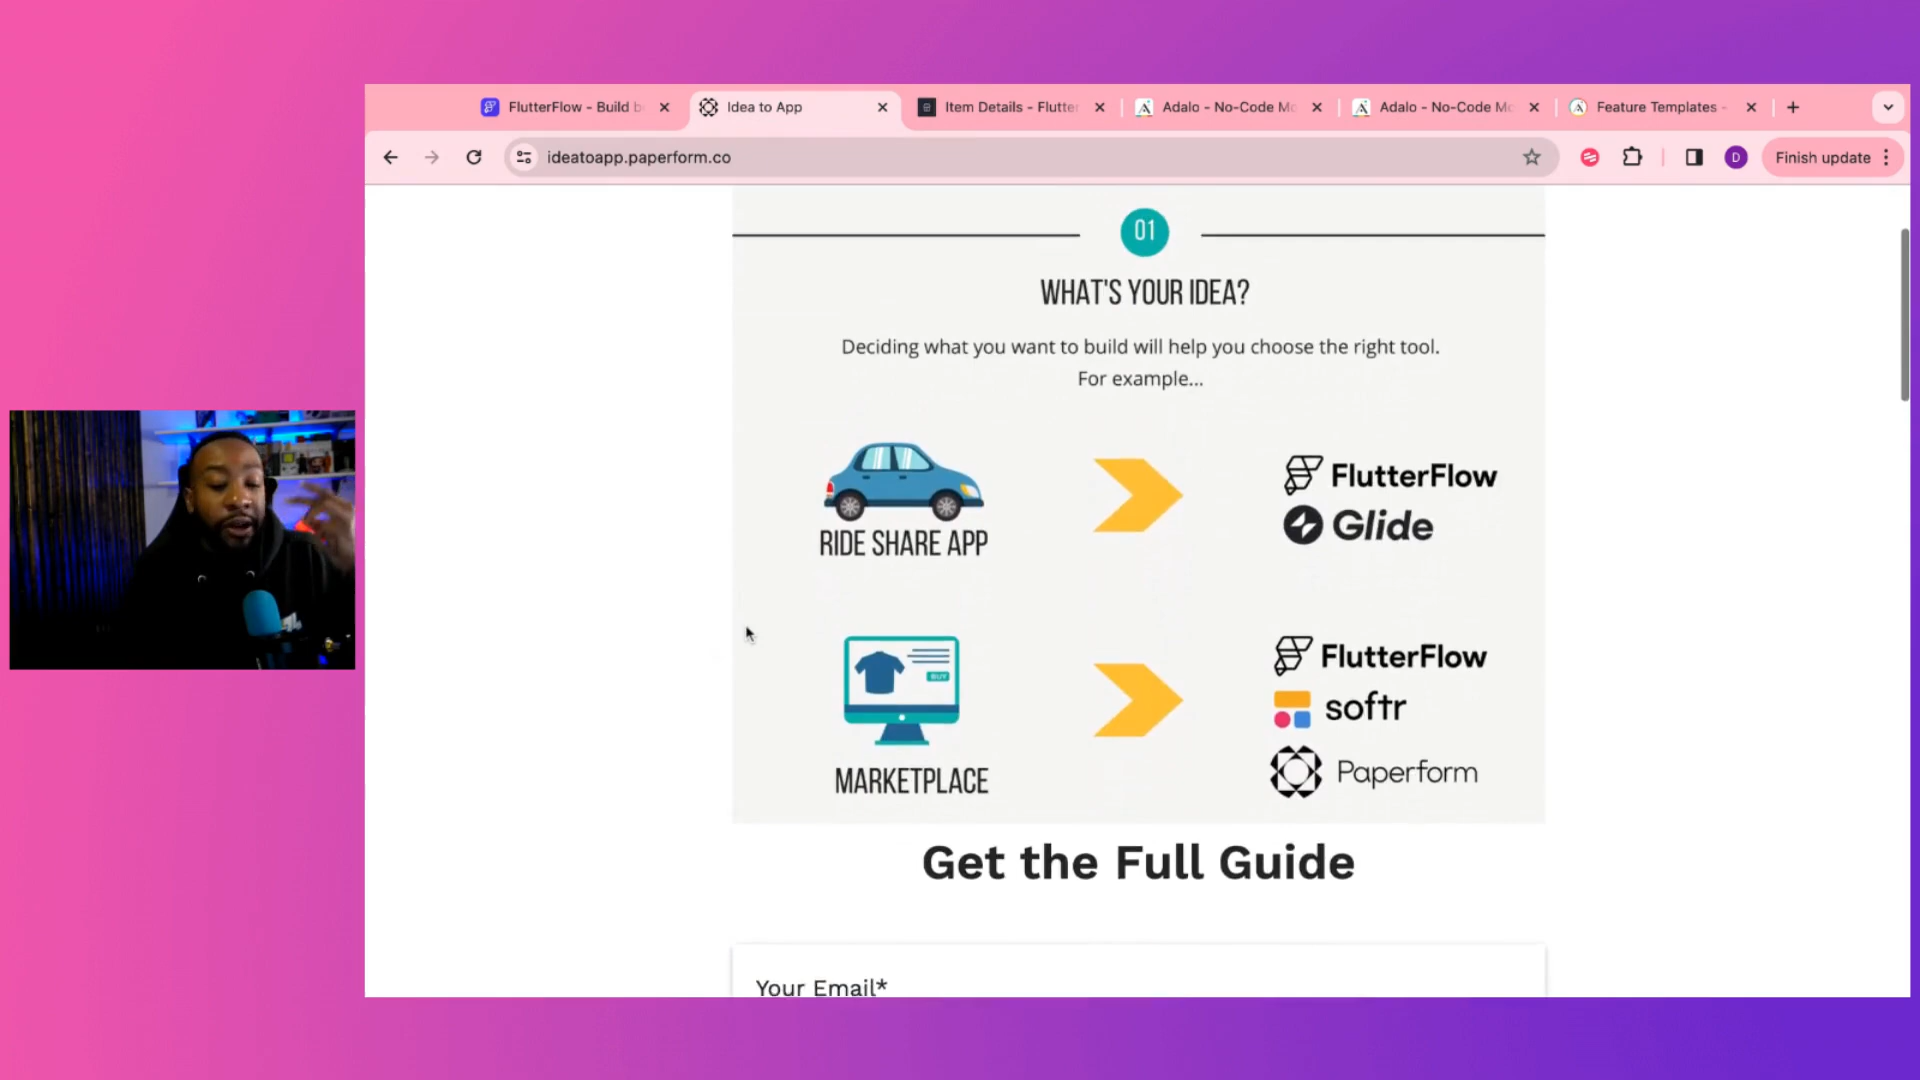 FlutterFlow - Build b
Idea to App
Item Details - Flutter
Adalo - No-Code Mo
Adalo - No-Code Mo
Feature Templates -
ideatoapp.paperform.co
D
Finish update
01
WHAT'S YOUR IDEA?
Deciding what you want to build will help you choose the right tool.
For example...
RIDE SHARE APP
FlutterFlow
Glide
BUY
MARKETPLACE
FlutterFlow
softr
Paperform
Get the Full Guide
Your Email*